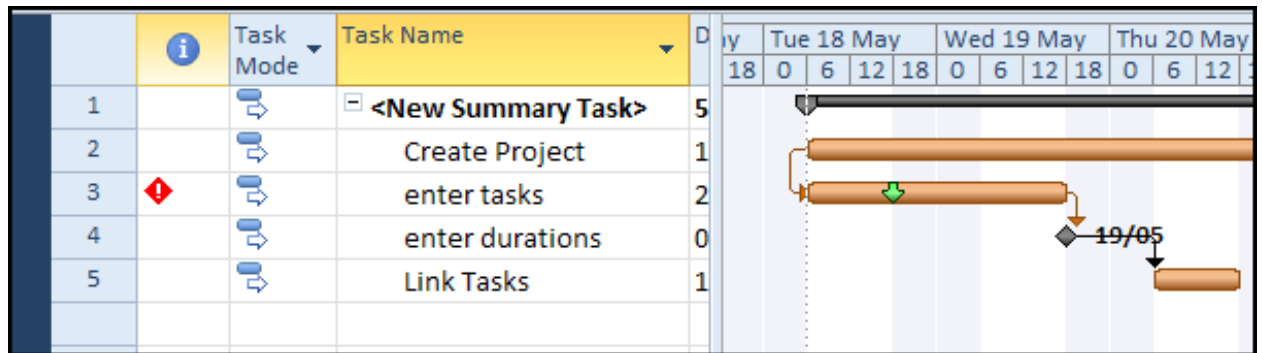 Task Mode
Task Name
D
ay
Tue 18 May
Wed 19 May
Thu 20 May
18 0 6 12 18 0 6 12 18 0 6 12
1 <New Summary Task> 5
2 Create Project 1
3 enter tasks 2
4 enter durations 0 19/05
5 Link Tasks 1